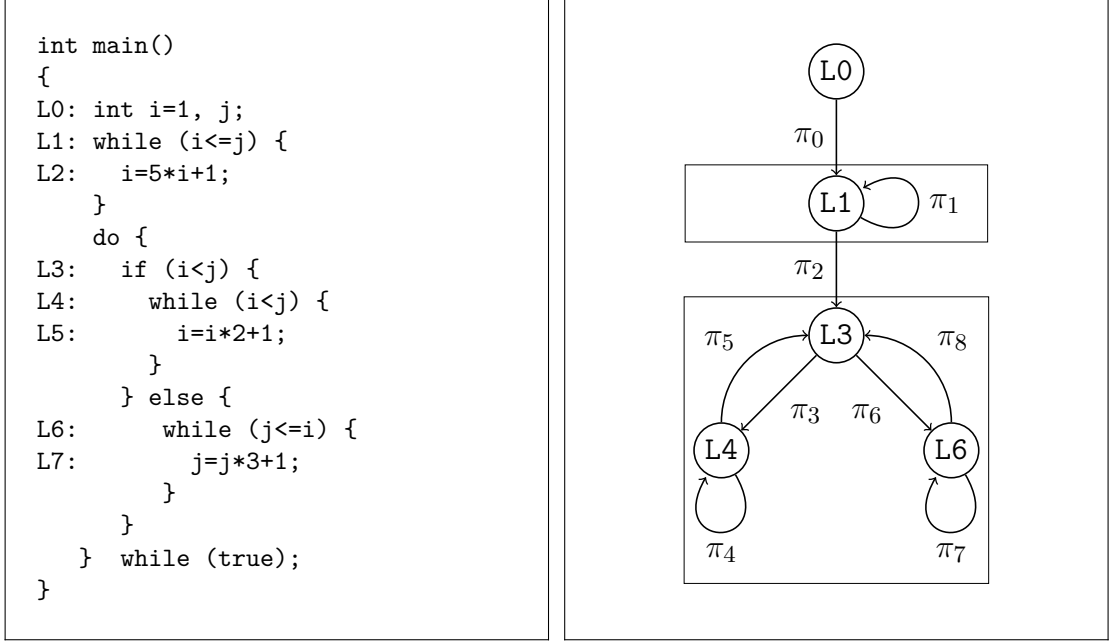 int main()
{
L0: int i=1, j;
L1: while (i<=j) {
L2:   i=5*i+1;
    }
    do {
L3:   if (i<j) {
L4:     while (i<j) {
L5:       i=i*2+1;
        }
      } else {
L6:      while (j<=i) {
L7:        j=j*3+1;
         }
      }
   }  while (true);
}
L0
π0
L1
π1
π2
π5
L3
π8
π3
π6
L4
L6
π4
π7